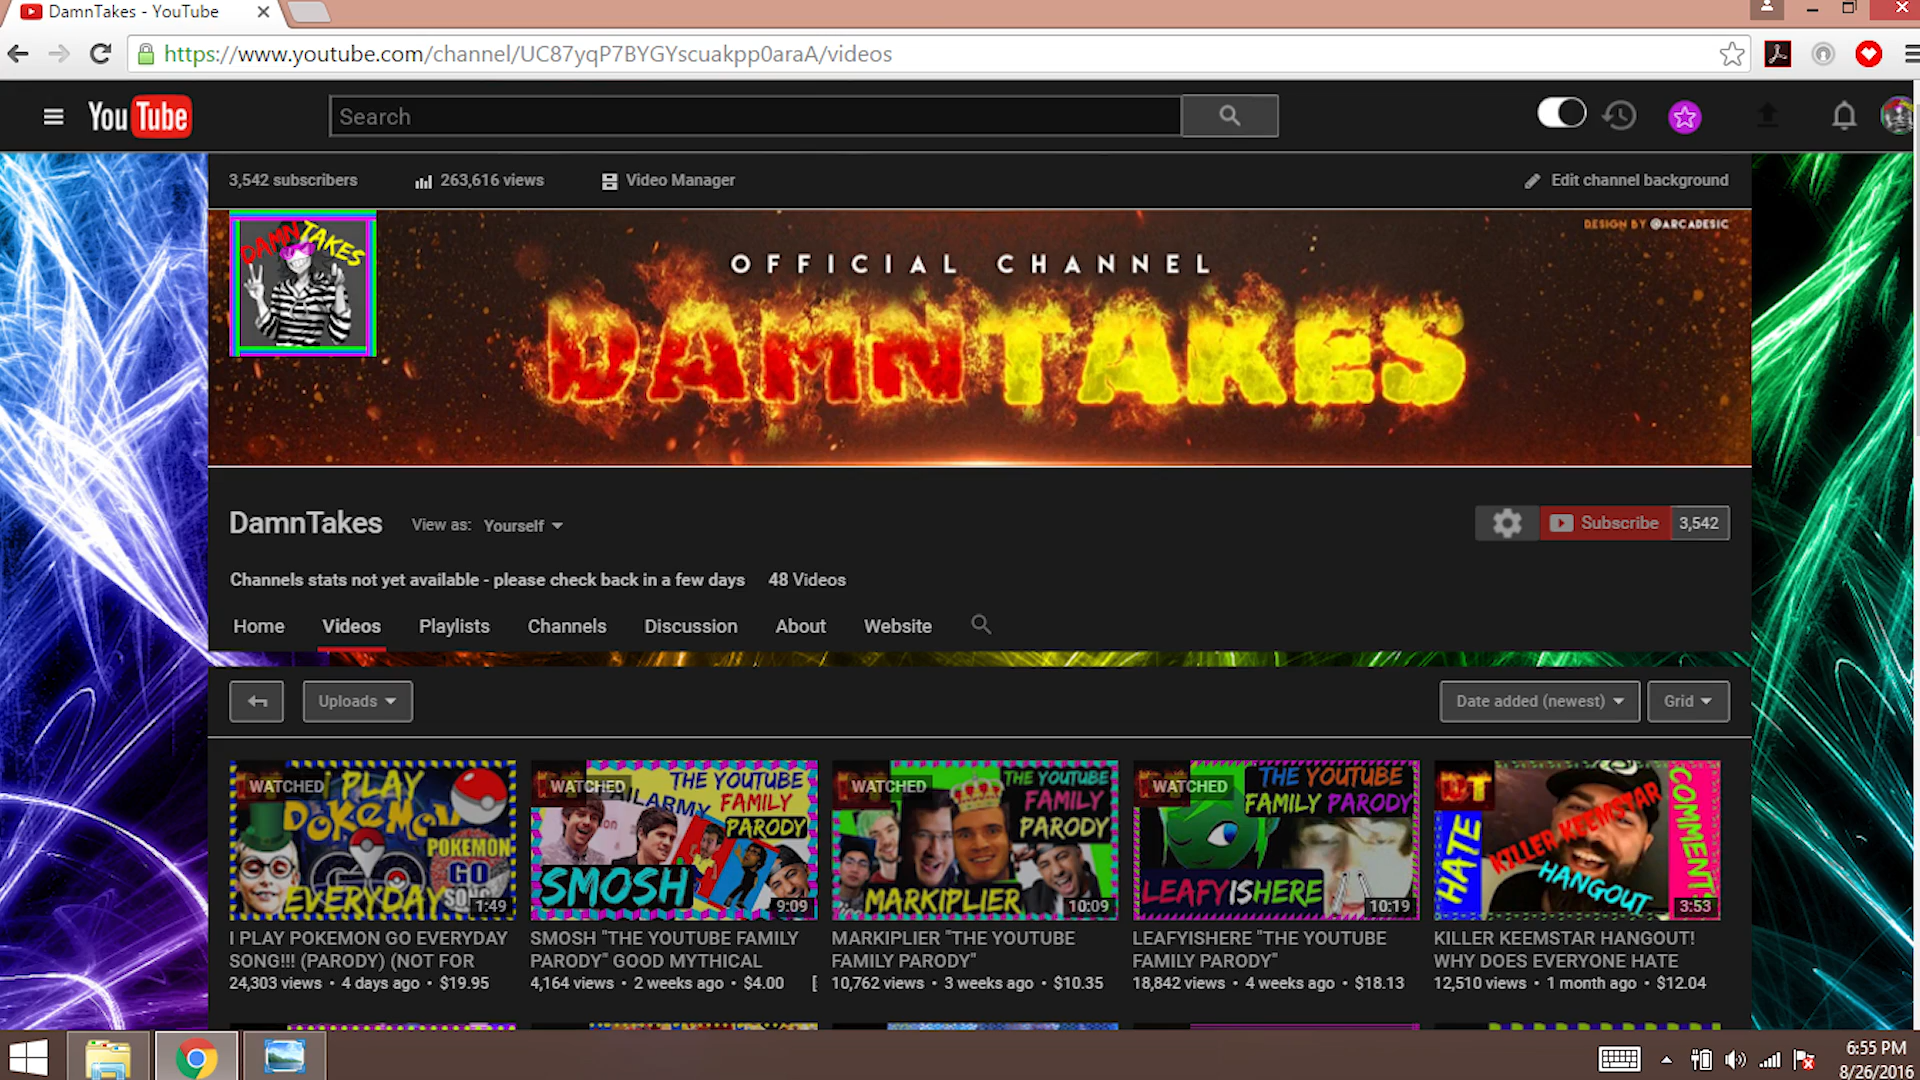 DamnTakes - YouTube
https://www.youtube.com/channel/UC87yqP7BYGYscuakpp0araA/videos
YouTube
Search
3,542 subscribers
263,616 views
Video Manager
Edit channel background
DESIGN BY @ARCADESIC
DAMNTAKES
OFFICIAL CHANNEL
DAMNTAKES
DamnTakes
View as: Yourself
Subscribe 3,542
Channels stats not yet available - please check back in a few days
48 Videos
Home
Videos
Playlists
Channels
Discussion
About
Website
Uploads
Date added (newest)
Grid
WATCHED
I PLAY
POKEMON
POKEMON
GO
GO
SONG
EVERYDAY
1:49
I PLAY POKEMON GO EVERYDAY
SONG!!! (PARODY) (NOT FOR
24,303 views • 4 days ago • $19.95
WATCHED
THE YOUTUBE
FAMILY
PARODY
SMOSH
9:09
SMOSH "THE YOUTUBE FAMILY
PARODY" GOOD MYTHICAL
4,164 views • 2 weeks ago • $4.00
WATCHED
THE YOUTUBE
FAMILY
PARODY
MARKIPLIER
10:09
MARKIPLIER "THE YOUTUBE
FAMILY PARODY"
10,762 views • 3 weeks ago • $10.35
WATCHED
THE YOUTUBE
FAMILY PARODY
LEAFYISHERE
10:19
LEAFYISHERE "THE YOUTUBE
FAMILY PARODY"
18,842 views • 4 weeks ago • $18.13
DT
HATE
KILLER KEEMSTAR
HANGOUT
COMMENT
3:53
KILLER KEEMSTAR HANGOUT!
WHY DOES EVERYONE HATE
12,510 views • 1 month ago • $12.04
6:55 PM
8/26/2016